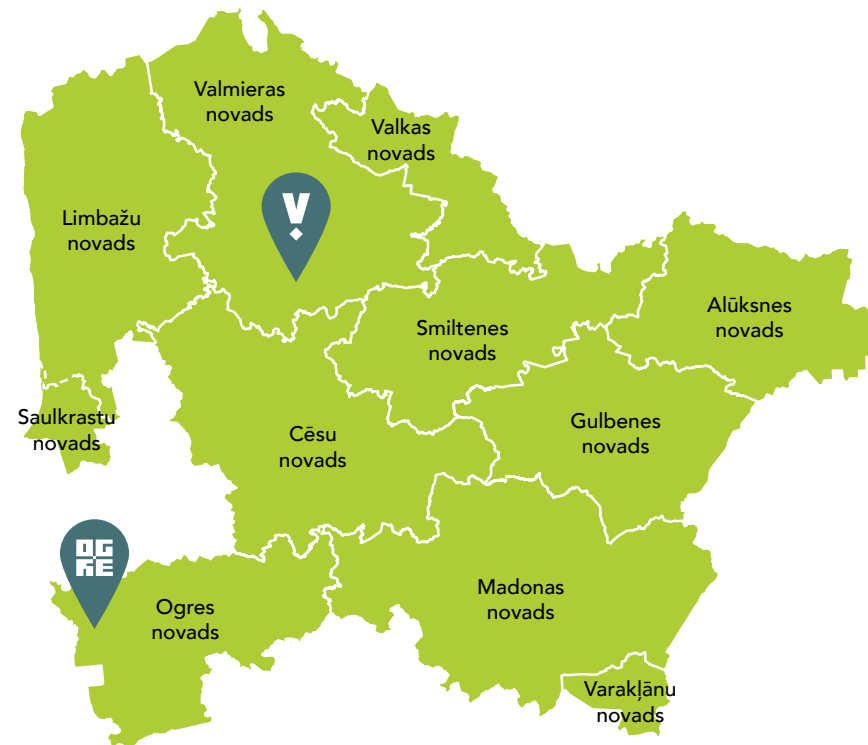 Valmieras
novads
Valkas
novads
V!
Limbažu
novads
Alūksnes
novads
Smiltenes
novads
Saulkrastu
novads
Cēsu
novads
Gulbenes
novads
OG
RE
Ogres
novads
Madonas
novads
Varakļānu
novads